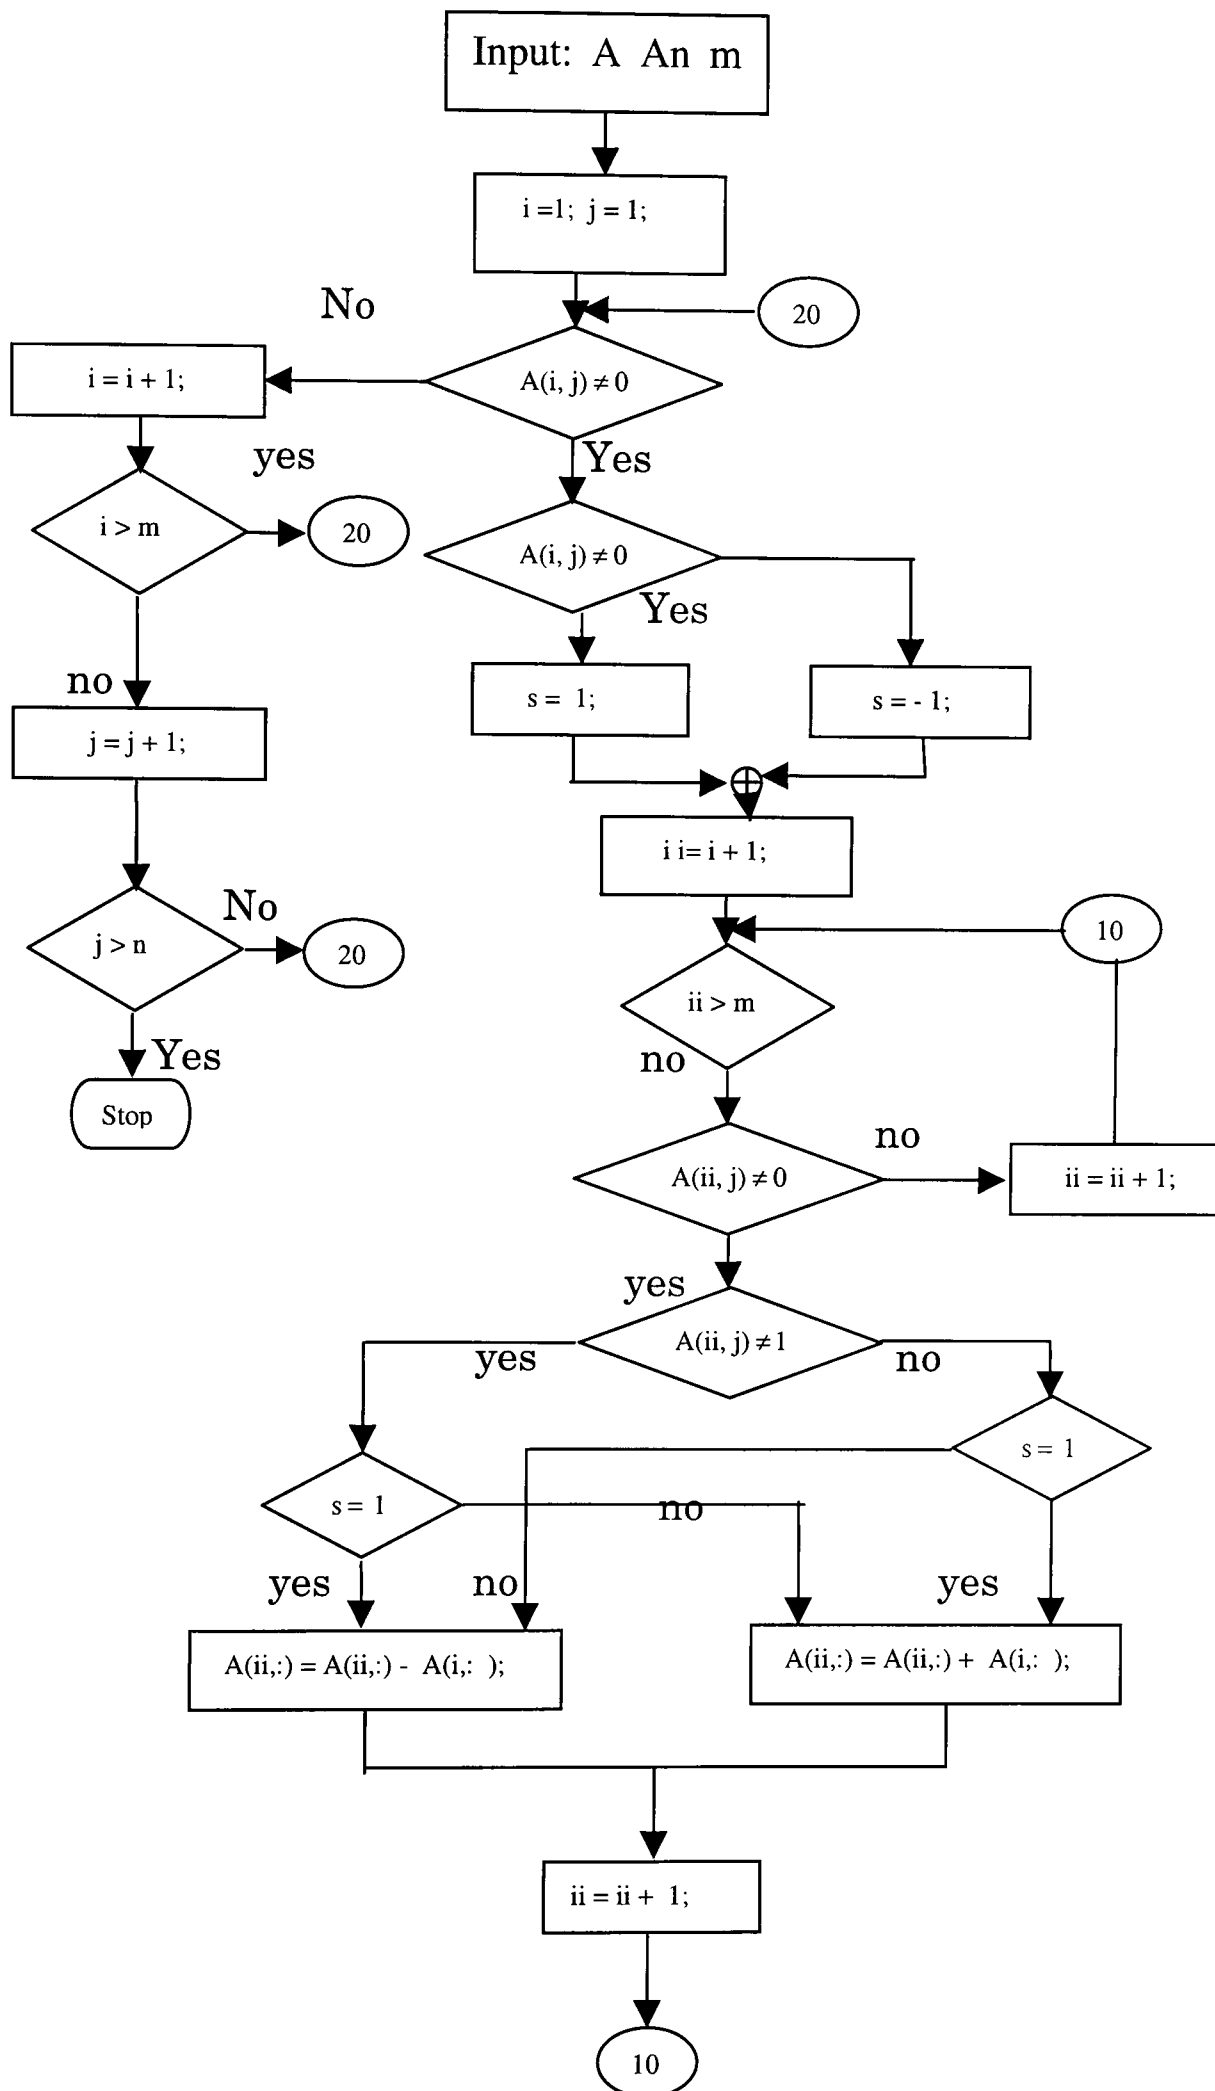 Input: A An m
i =1; j = 1;
No
20
i = i + 1;
A(i, j) ≠ 0
yes
Yes
i > m
20
A(i, j) ≠ 0
Yes
no
s = 1;
s = - 1;
j = j + 1;
i i= i + 1;
No
10
j > n
20
ii > m
no
Yes
Stop
no
A(ii, j) ≠ 0
ii = ii + 1;
yes
A(ii, j) ≠ 1
yes
no
s = 1
s = 1
no
yes
no
yes
A(ii,:) = A(ii,:) - A(i,: );
A(ii,:) = A(ii,:) + A(i,: );
ii = ii + 1;
10